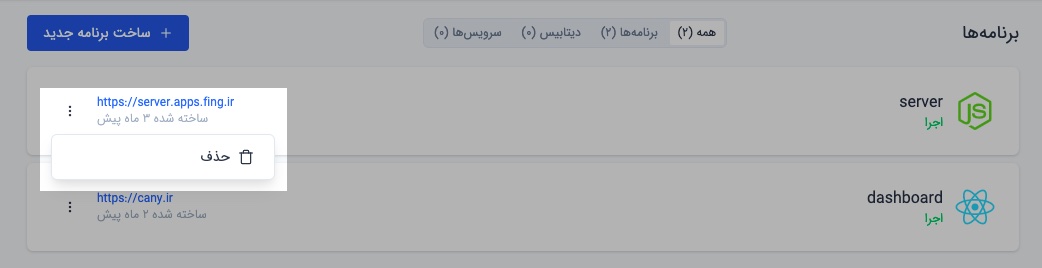 برنامه‌ها
همه (۲) برنامه‌ها (۲) دیتابیس (۰) سرویس‌ها (۰)
+ ساخت برنامه جدید
JS
server
اجرا
https://server.apps.fing.ir
ساخته شده ۳ ماه پیش
حذف
dashboard
اجرا
https://cany.ir
ساخته شده ۲ ماه پیش